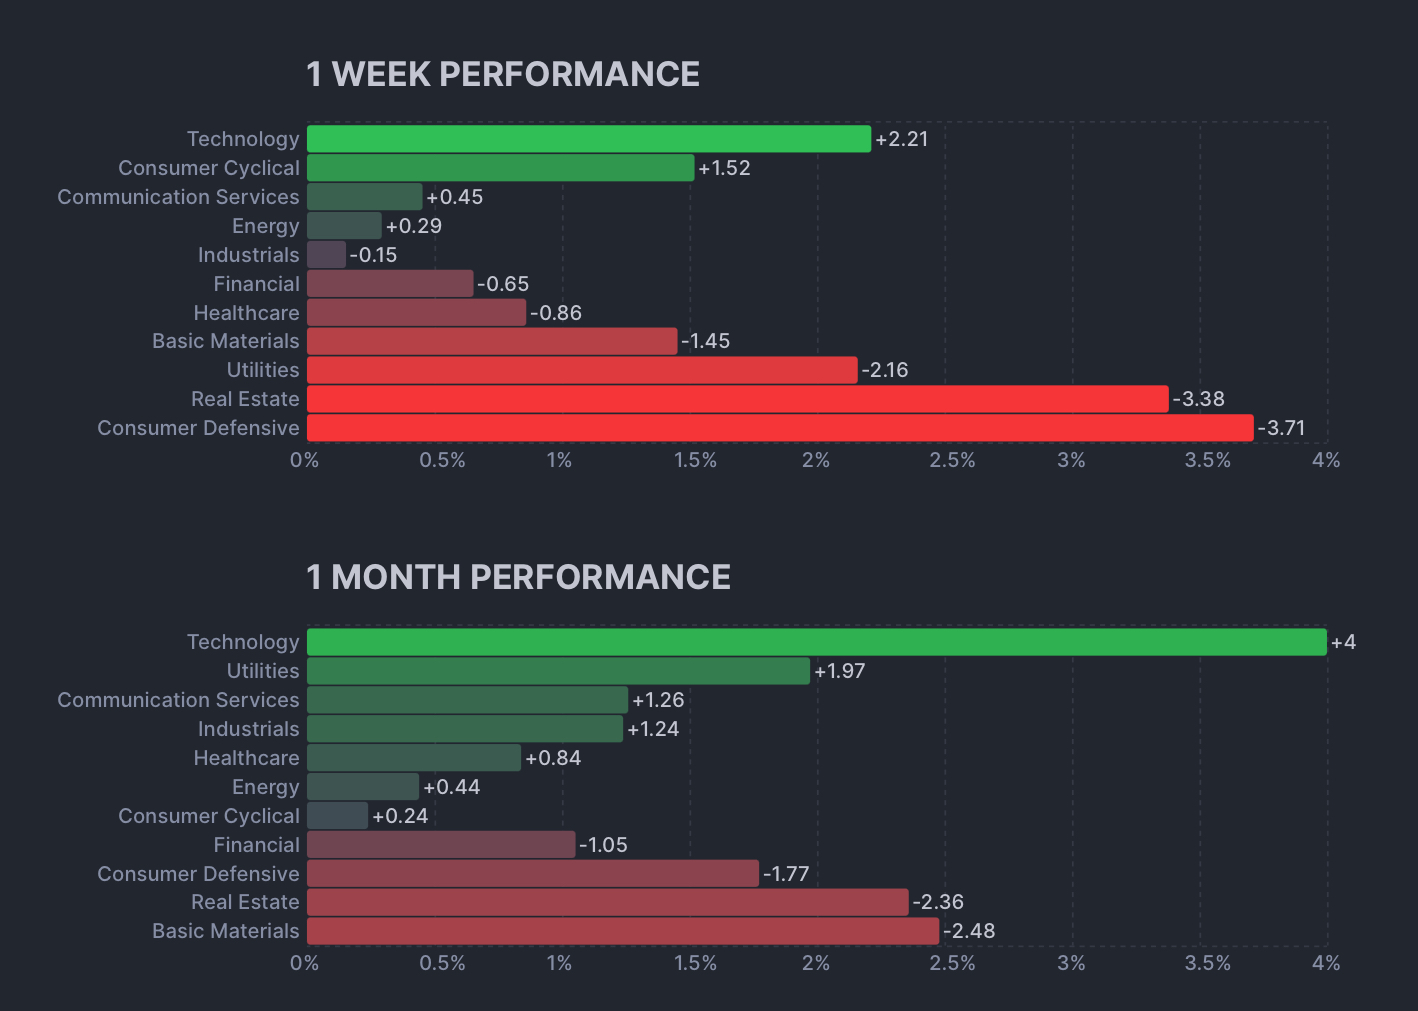 1 WEEK PERFORMANCE
Technology +2.21
Consumer Cyclical +1.52
Communication Services +0.45
Energy +0.29
Industrials -0.15
Financial -0.65
Healthcare -0.86
Basic Materials -1.45
Utilities -2.16
Real Estate -3.38
Consumer Defensive -3.71
0% 0.5% 1% 1.5% 2% 2.5% 3% 3.5% 4%
1 MONTH PERFORMANCE
Technology +4
Utilities +1.97
Communication Services +1.26
Industrials +1.24
Healthcare +0.84
Energy +0.44
Consumer Cyclical +0.24
Financial -1.05
Consumer Defensive -1.77
Real Estate -2.36
Basic Materials -2.48
0% 0.5% 1% 1.5% 2% 2.5% 3% 3.5% 4%